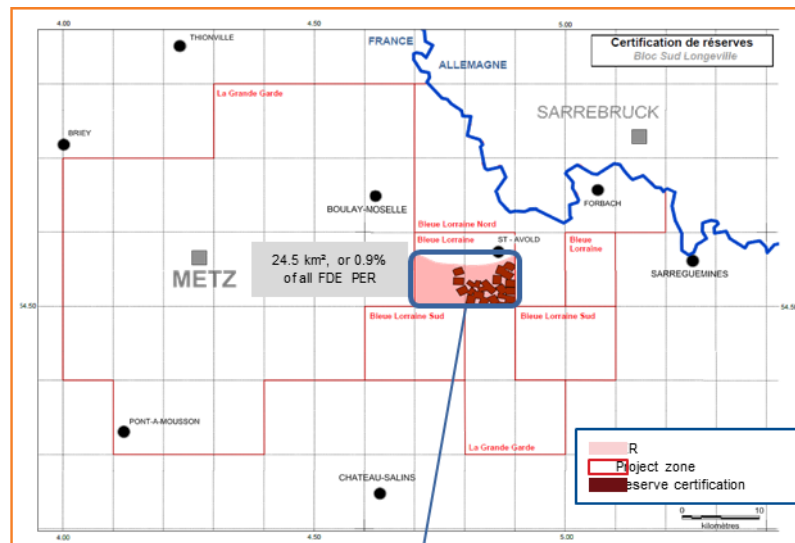 4.00
4.50
5.00
THIONVILLE
FRANCE
ALLEMAGNE
Certification de réserves
Bloc Sud Longeville
La Grande Garde
SARREBRUCK
BRIEY
BOULAY-MOSELLE
FORBACH
Bleue Lorraine Nord
Bleue Lorraine
ST - AVOLD
Bleue
Lorraine
24.5 km², or 0.9%
of all FDE PER
METZ
SARREGUEMINES
54.50
54.50
Bleue Lorraine Sud
Bleue Lorraine Sud
PONT-A-MOUSSON
La Grande Garde
CHATEAU-SALINS
R
Project zone
eserve certification
0
10
kilomètres
4.00
4.50
5.00